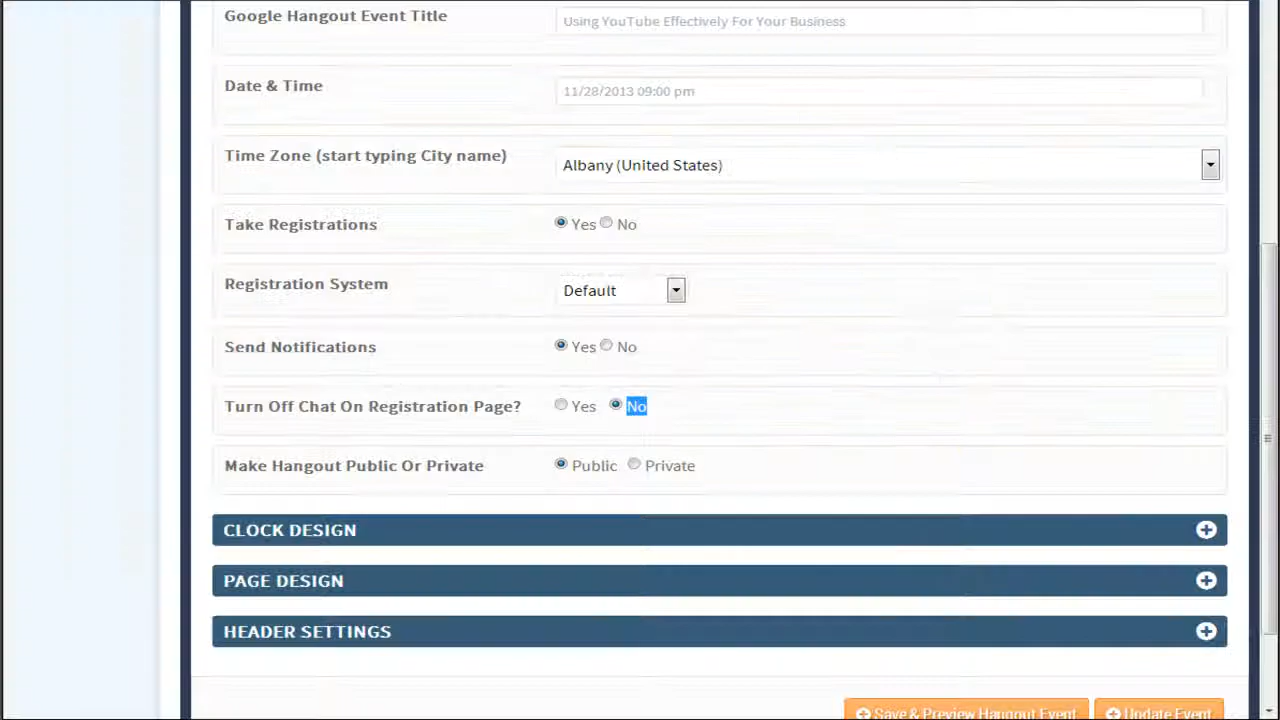 Google Hangout Event Title Using YouTube Effectively For Your Business
Date & Time 11/28/2013 09:00 pm
Time Zone (start typing City name) Albany (United States)
Take Registrations Yes No
Registration System Default
Send Notifications Yes No
Turn Off Chat On Registration Page? Yes No
Make Hangout Public Or Private Public Private
CLOCK DESIGN
PAGE DESIGN
HEADER SETTINGS
Save & Preview Hangout Event Update Event